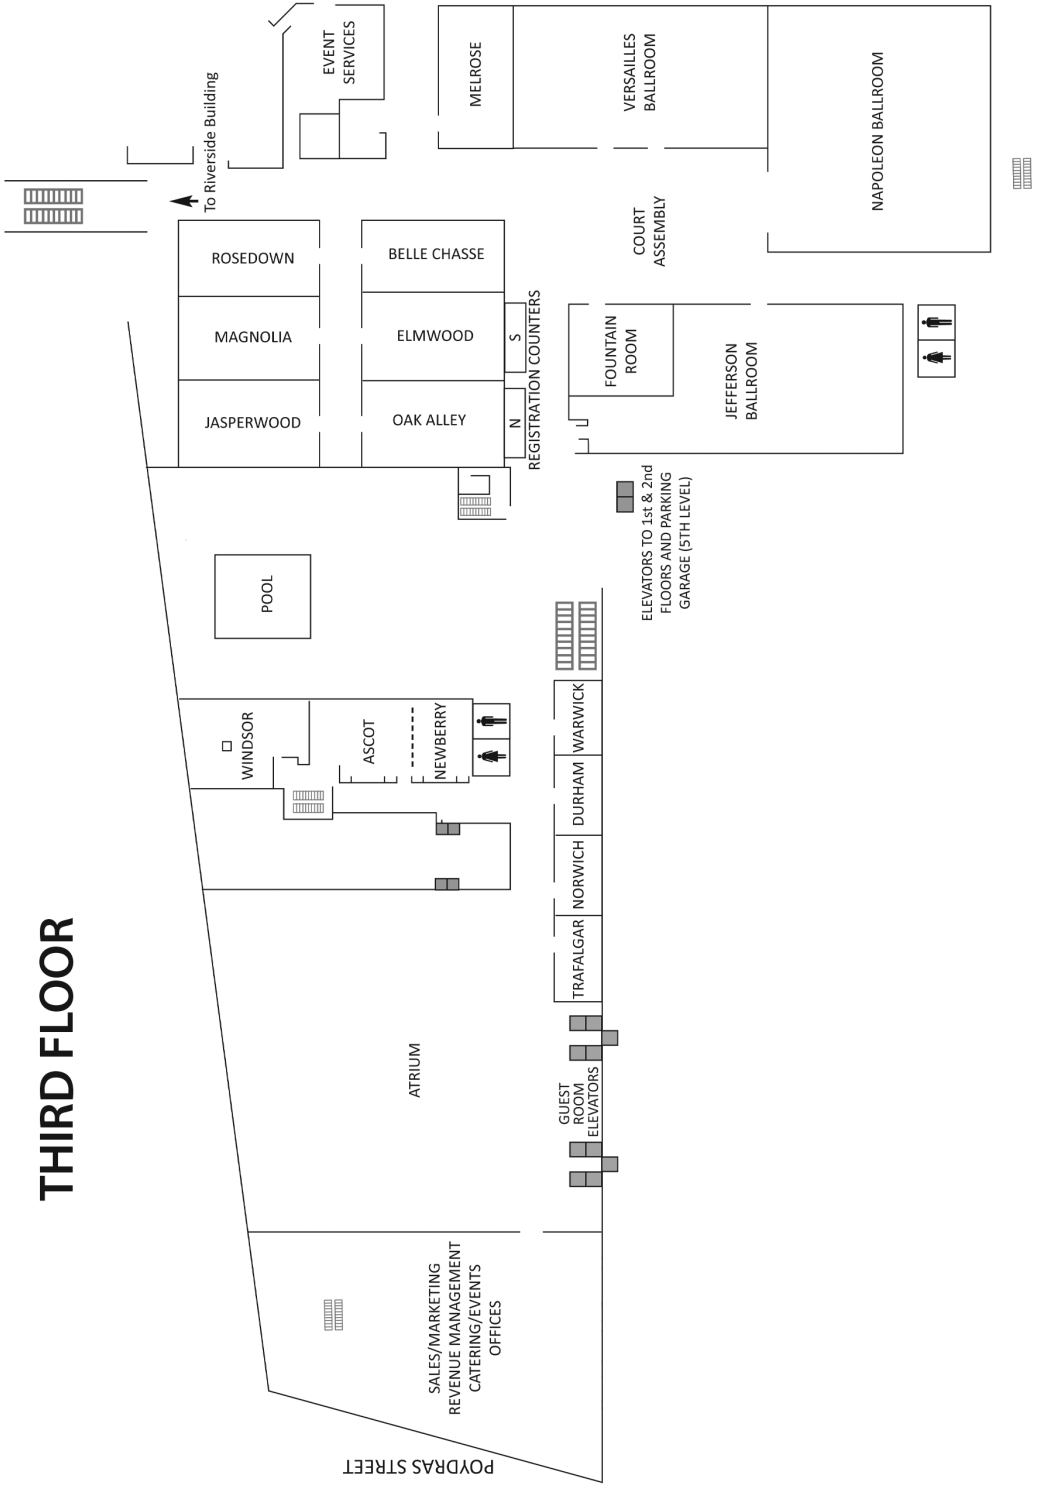 THIRD FLOOR
EVENT
SERVICES
MELROSE
VERSAILLES
BALLROOM
NAPOLEON BALLROOM
To Riverside Building
COURT
ASSEMBLY
ROSEDOWN
BELLE CHASSE
MAGNOLIA
ELMWOOD
JASPERWOOD
OAK ALLEY
S
N
REGISTRATION COUNTERS
FOUNTAIN
ROOM
JEFFERSON
BALLROOM
ELEVATORS TO 1st & 2nd
FLOORS AND PARKING
GARAGE (5TH LEVEL)
POOL
WINDSOR
ASCOT
NEWBERRY
WARWICK
DURHAM
NORWICH
TRAFALGAR
ATRIUM
GUEST
ROOM
ELEVATORS
SALES/MARKETING
REVENUE MANAGEMENT
CATERING/EVENTS
OFFICES
POYDRAS STREET